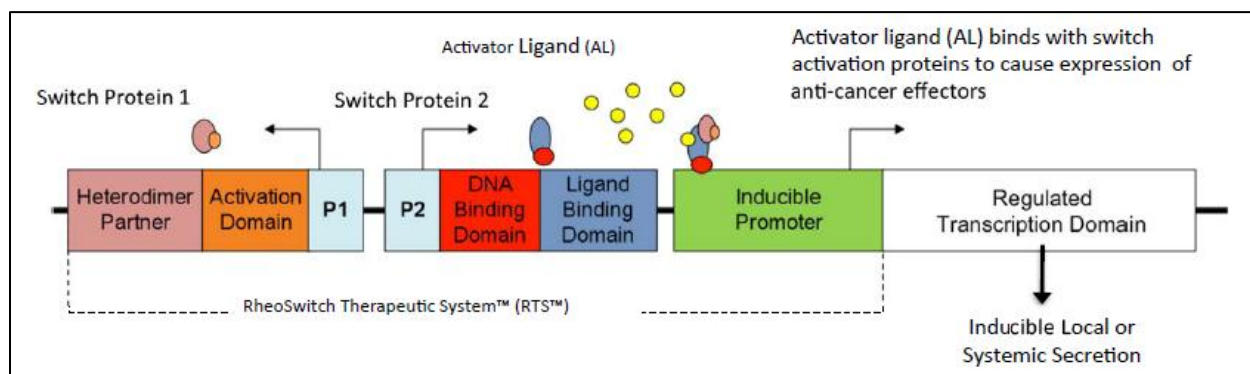 Activator Ligand (AL)
Activator ligand (AL) binds with switch
activation proteins to cause expression of
anti-cancer effectors
Switch Protein 1
Switch Protein 2
Heterodimer
Partner
Activation
Domain
P1
P2
DNA
Binding
Domain
Ligand
Binding
Domain
Inducible
Promoter
Regulated
Transcription Domain
RheoSwitch Therapeutic System™ (RTS™)
Inducible Local or
Systemic Secretion